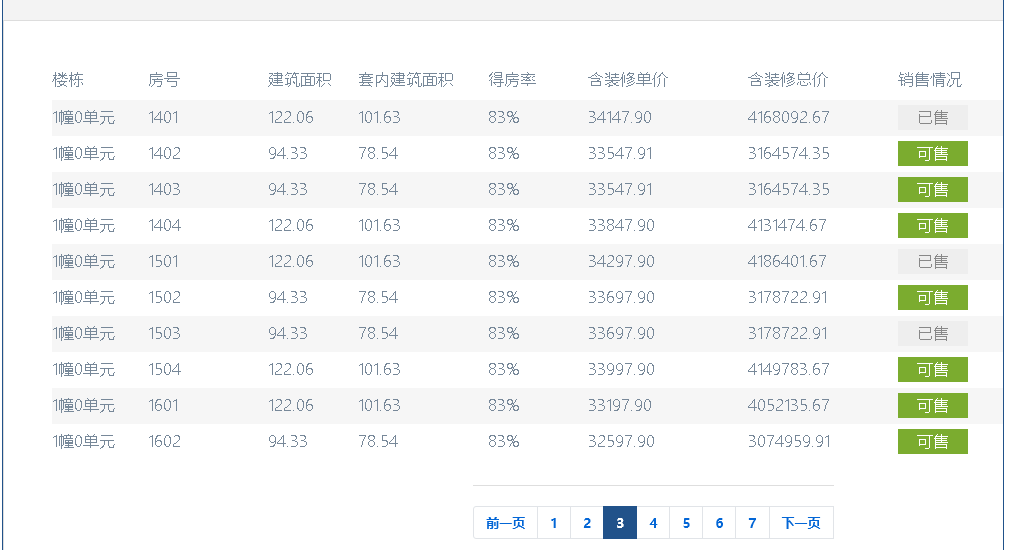 楼栋 房号 建筑面积 套内建筑面积 得房率 含装修单价 含装修总价 销售情况
1幢0单元 1401 122.06 101.63 83% 34147.90 4168092.67 已售
1幢0单元 1402 94.33 78.54 83% 33547.91 3164574.35 可售
1幢0单元 1403 94.33 78.54 83% 33547.91 3164574.35 可售
1幢0单元 1404 122.06 101.63 83% 33847.90 4131474.67 可售
1幢0单元 1501 122.06 101.63 83% 34297.90 4186401.67 已售
1幢0单元 1502 94.33 78.54 83% 33697.90 3178722.91 可售
1幢0单元 1503 94.33 78.54 83% 33697.90 3178722.91 已售
1幢0单元 1504 122.06 101.63 83% 33997.90 4149783.67 可售
1幢0单元 1601 122.06 101.63 83% 33197.90 4052135.67 可售
1幢0单元 1602 94.33 78.54 83% 32597.90 3074959.91 可售
前一页 1 2 3 4 5 6 7 下一页